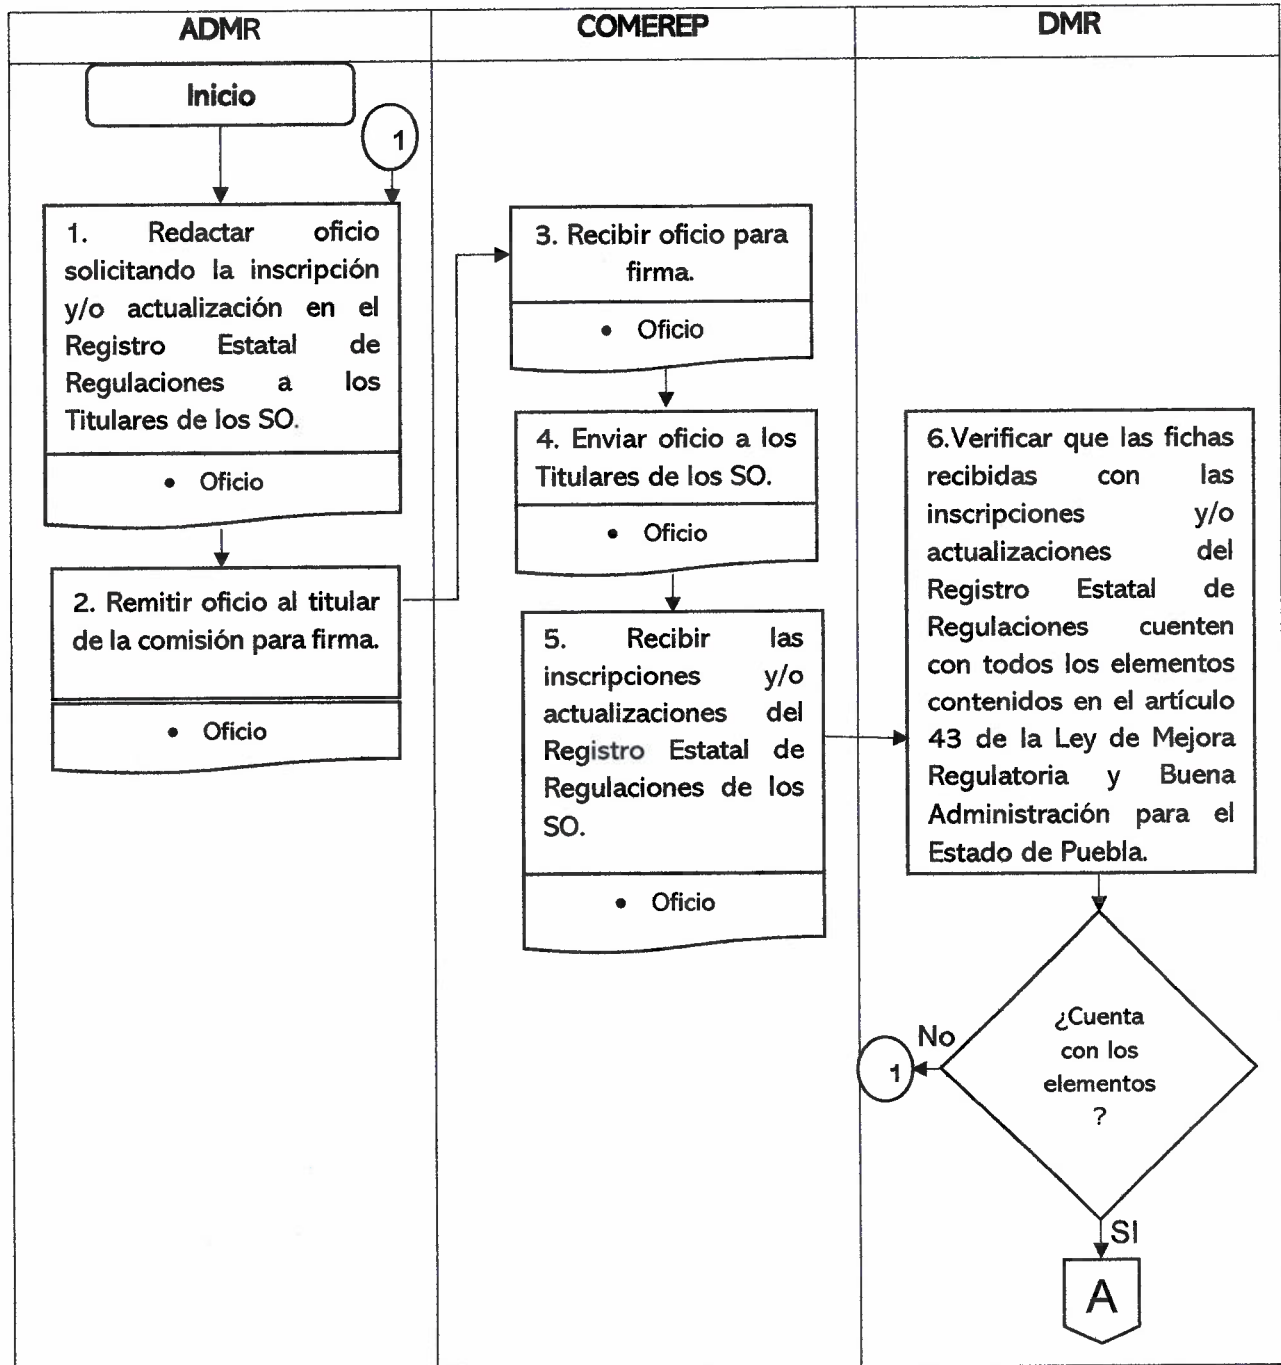 ADMR
COMEREP
DMR
Inicio
1
1. Redactar oficio
solicitando la inscripción
y/o actualización en el
Registro Estatal de
Regulaciones a los
Titulares de los SO.
• Oficio
2. Remitir oficio al titular
de la comisión para firma.
• Oficio
3. Recibir oficio para
firma.
• Oficio
4. Enviar oficio a los
Titulares de los SO.
• Oficio
5. Recibir las
inscripciones y/o
actualizaciones del
Registro Estatal de
Regulaciones de los
SO.
• Oficio
6.Verificar que las fichas
recibidas con las
inscripciones y/o
actualizaciones del
Registro Estatal de
Regulaciones cuenten
con todos los elementos
contenidos en el artículo
43 de la Ley de Mejora
Regulatoria y Buena
Administración para el
Estado de Puebla.
¿Cuenta
con los
elementos
?
No
1
SI
A